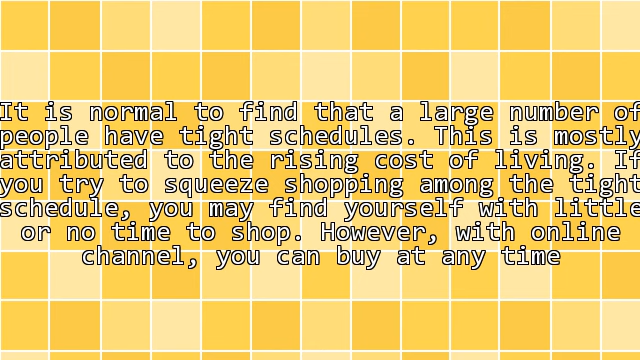 It is normal to find that a large number of
people have tight schedules. This is mostly
attributed to the rising cost of living. If
you try to squeeze shopping among the tight
schedule, you may find yourself with little
or no time to shop. However, with online
channel, you can buy at any time